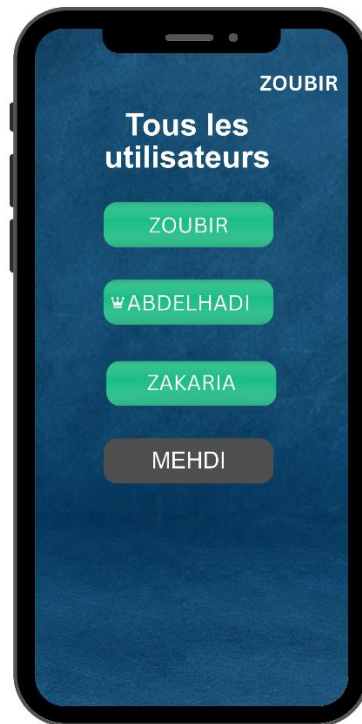 ZOUBIR
Tous les
utilisateurs
ZOUBIR
ABDELHADI
ZAKARIA
MEHDI